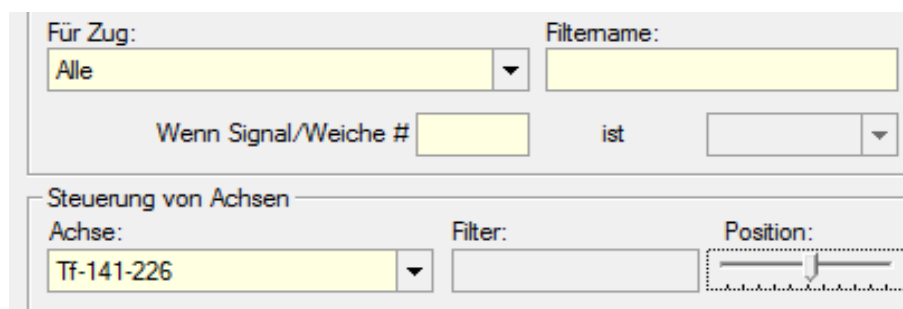 Für Zug: Filtername:
Alle
Wenn Signal/Weiche # ist
Steuerung von Achsen
Achse: Filter: Position:
Tf-141-226